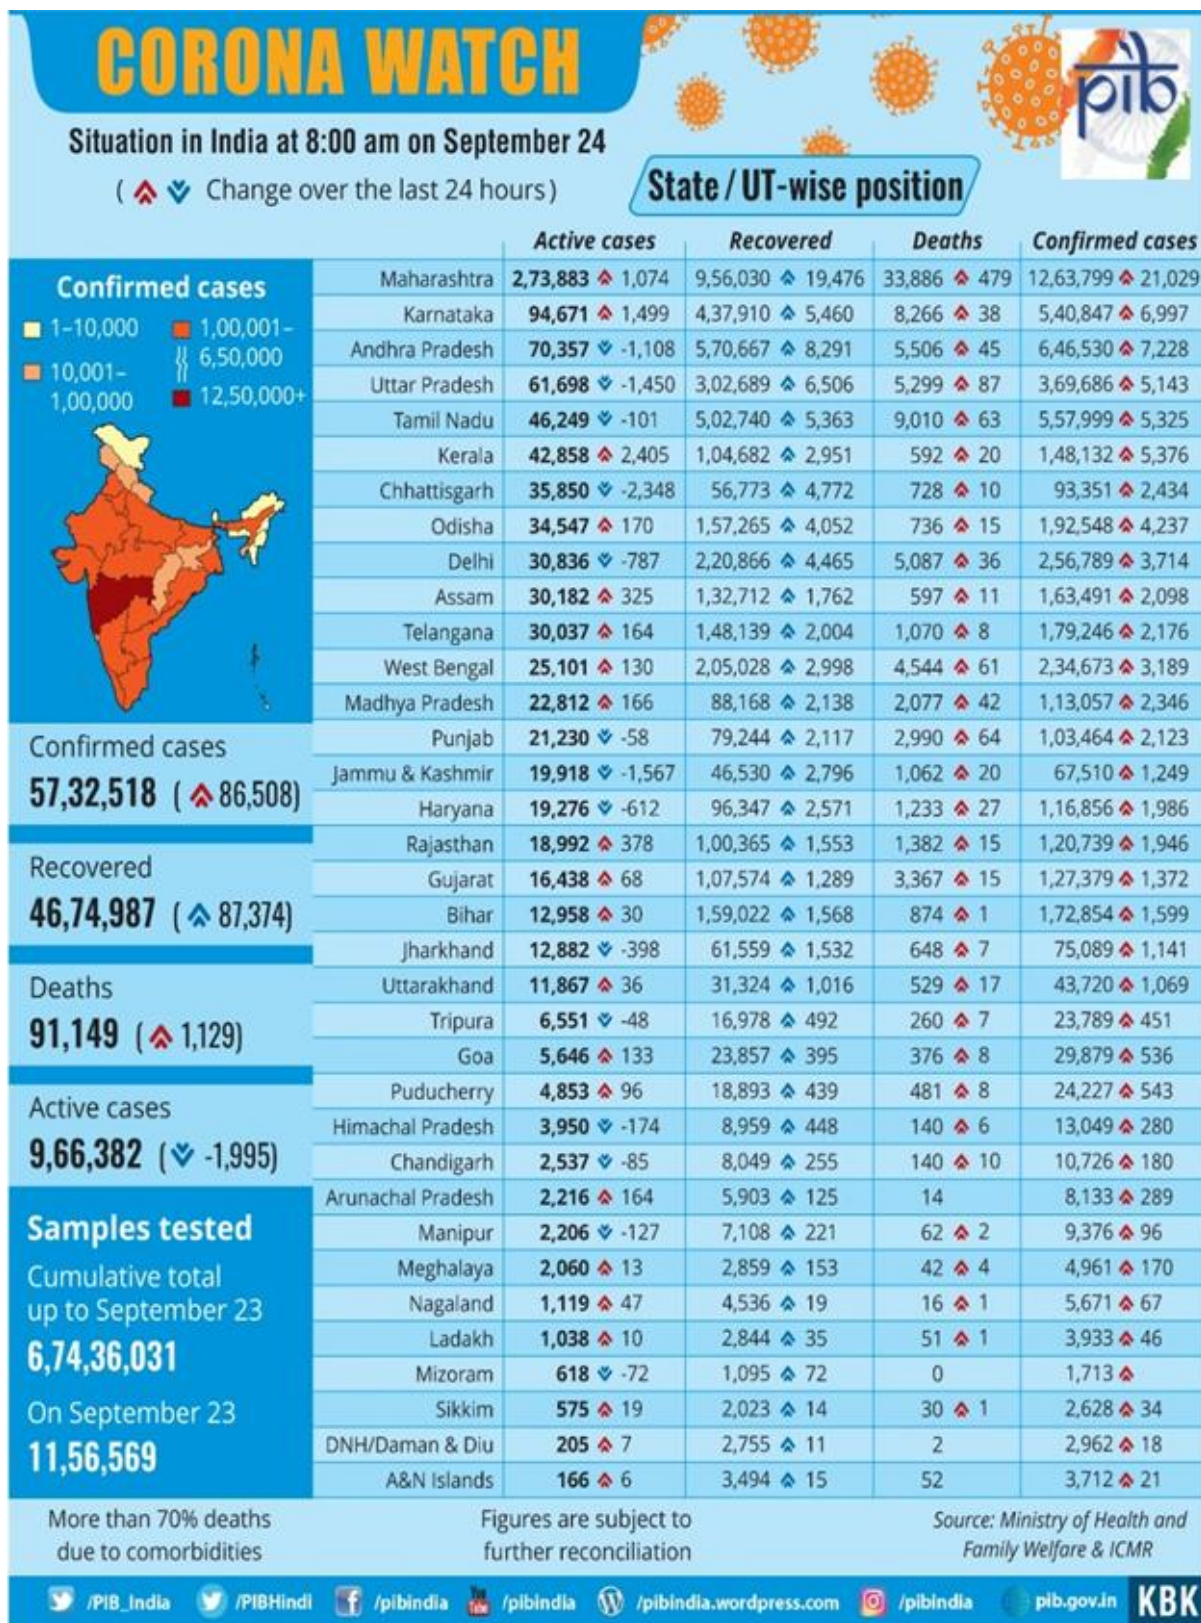 CORONA WATCH
pib
Situation in India at 8:00 am on September 24
( Change over the last 24 hours)
State / UT-wise position
Active cases Recovered Deaths Confirmed cases
Confirmed cases
1–10,000
1,00,001–
6,50,000
10,001–
1,00,000
12,50,000+
Maharashtra 2,73,883 1,074 9,56,030 19,476 33,886 479 12,63,799 21,029
Karnataka 94,671 1,499 4,37,910 5,460 8,266 38 5,40,847 6,997
Andhra Pradesh 70,357 -1,108 5,70,667 8,291 5,506 45 6,46,530 7,228
Uttar Pradesh 61,698 -1,450 3,02,689 6,506 5,299 87 3,69,686 5,143
Tamil Nadu 46,249 -101 5,02,740 5,363 9,010 63 5,57,999 5,325
Kerala 42,858 2,405 1,04,682 2,951 592 20 1,48,132 5,376
Chhattisgarh 35,850 -2,348 56,773 4,772 728 10 93,351 2,434
Odisha 34,547 170 1,57,265 4,052 736 15 1,92,548 4,237
Delhi 30,836 -787 2,20,866 4,465 5,087 36 2,56,789 3,714
Assam 30,182 325 1,32,712 1,762 597 11 1,63,491 2,098
Telangana 30,037 164 1,48,139 2,004 1,070 8 1,79,246 2,176
West Bengal 25,101 130 2,05,028 2,998 4,544 61 2,34,673 3,189
Madhya Pradesh 22,812 166 88,168 2,138 2,077 42 1,13,057 2,346
Punjab 21,230 -58 79,244 2,117 2,990 64 1,03,464 2,123
Jammu & Kashmir 19,918 -1,567 46,530 2,796 1,062 20 67,510 1,249
Haryana 19,276 -612 96,347 2,571 1,233 27 1,16,856 1,986
Rajasthan 18,992 378 1,00,365 1,553 1,382 15 1,20,739 1,946
Gujarat 16,438 68 1,07,574 1,289 3,367 15 1,27,379 1,372
Bihar 12,958 30 1,59,022 1,568 874 1 1,72,854 1,599
Jharkhand 12,882 -398 61,559 1,532 648 7 75,089 1,141
Uttarakhand 11,867 36 31,324 1,016 529 17 43,720 1,069
Tripura 6,551 -48 16,978 492 260 7 23,789 451
Goa 5,646 133 23,857 395 376 8 29,879 536
Puducherry 4,853 96 18,893 439 481 8 24,227 543
Himachal Pradesh 3,950 -174 8,959 448 140 6 13,049 280
Chandigarh 2,537 -85 8,049 255 140 10 10,726 180
Arunachal Pradesh 2,216 164 5,903 125 14 8,133 289
Manipur 2,206 -127 7,108 221 62 2 9,376 96
Meghalaya 2,060 13 2,859 153 42 4 4,961 170
Nagaland 1,119 47 4,536 19 16 1 5,671 67
Ladakh 1,038 10 2,844 35 51 1 3,933 46
Mizoram 618 -72 1,095 72 0 1,713
Sikkim 575 19 2,023 14 30 1 2,628 34
DNH/Daman & Diu 205 7 2,755 11 2 2,962 18
A&N Islands 166 6 3,494 15 52 3,712 21
Confirmed cases
57,32,518 ( 86,508)
Recovered
46,74,987 ( 87,374)
Deaths
91,149 ( 1,129)
Active cases
9,66,382 ( -1,995)
Samples tested
Cumulative total
up to September 23
6,74,36,031
On September 23
11,56,569
More than 70% deaths
due to comorbidities
Figures are subject to
further reconciliation
Source: Ministry of Health and
Family Welfare & ICMR
/PIB_India /PIBHindi /pibindia You Tube /pibindia /pibindia.wordpress.com /pibindia pib.gov.in KBK